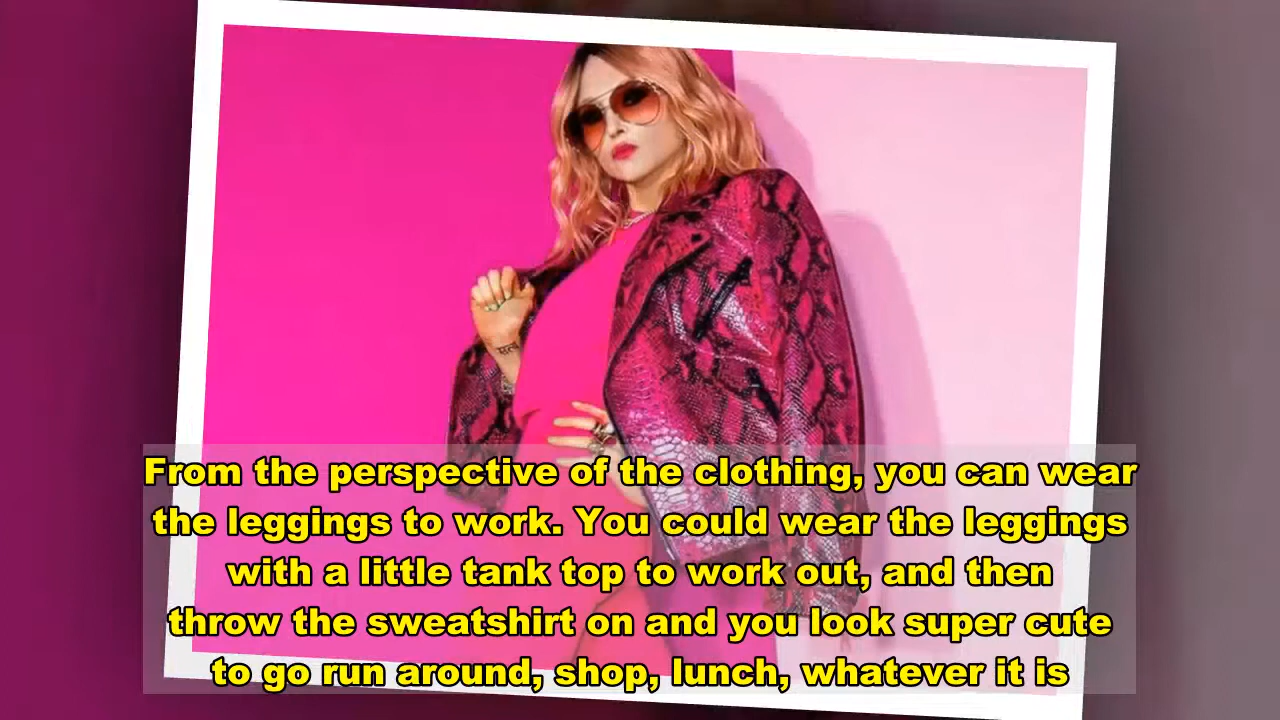 From the perspective of the clothing, you can wear
the leggings to work. You could wear the leggings
with a little tank top to work out, and then
throw the sweatshirt on and you look super cute
to go run around, shop, lunch, whatever it is